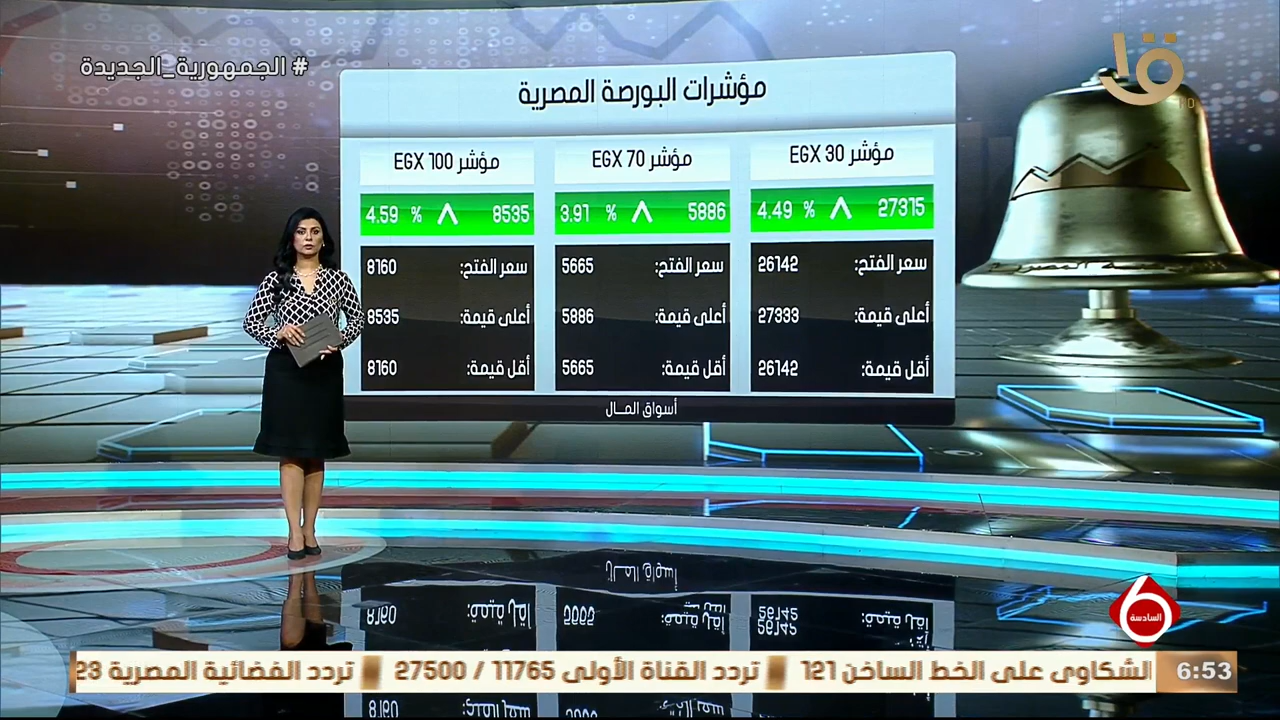 # الجمهورية_الجديدة
مؤشرات البورصة المصرية
مؤشر EGX 30
27315 4.49 %
سعر الفتح: 26142
أعلى قيمة: 27333
أقل قيمة: 26142
مؤشر EGX 70
5886 3.91 %
سعر الفتح: 5665
أعلى قيمة: 5886
أقل قيمة: 5665
مؤشر EGX 100
8535 4.59 %
سعر الفتح: 8160
أعلى قيمة: 8535
أقل قيمة: 8160
أسواق المـال
السادسة
6:53
الشكاوى على الخط الساخن 121 تردد القناة الأولى 11765 / 27500 تردد الفضائية المصرية 23